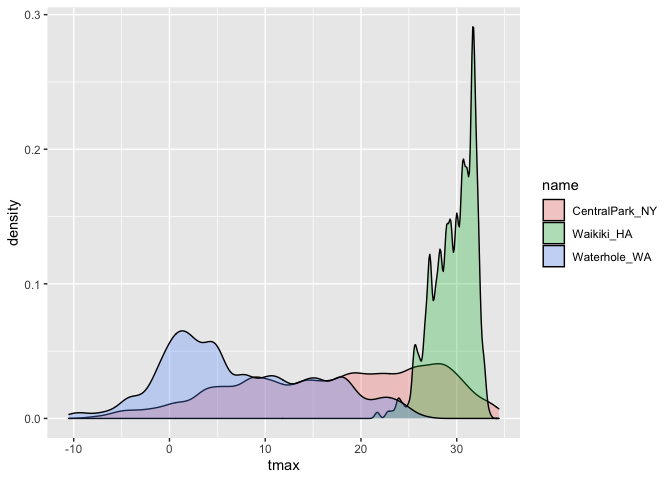 0.3
0.2
0.1
0.0
density
-10 0 10 20 30
tmax
name
CentralPark_NY
Waikiki_HA
Waterhole_WA